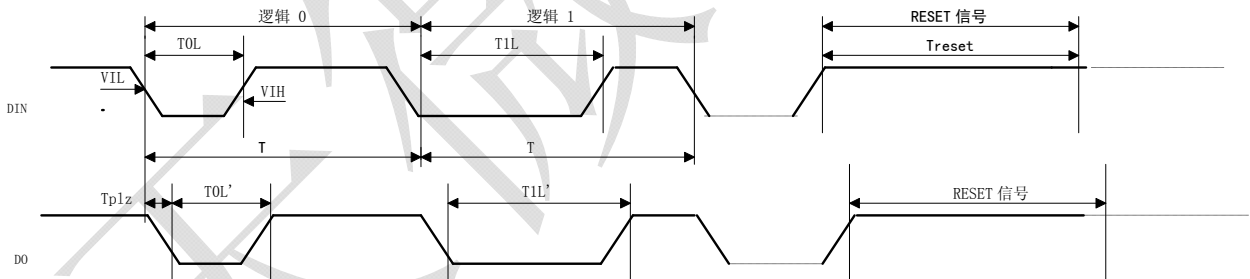 逻辑 0
逻辑 1
RESET 信号
T0L
T1L
Treset
VIL
VIH
DIN
T
T
Tplz
T0L'
T1L'
RESET 信号
DO